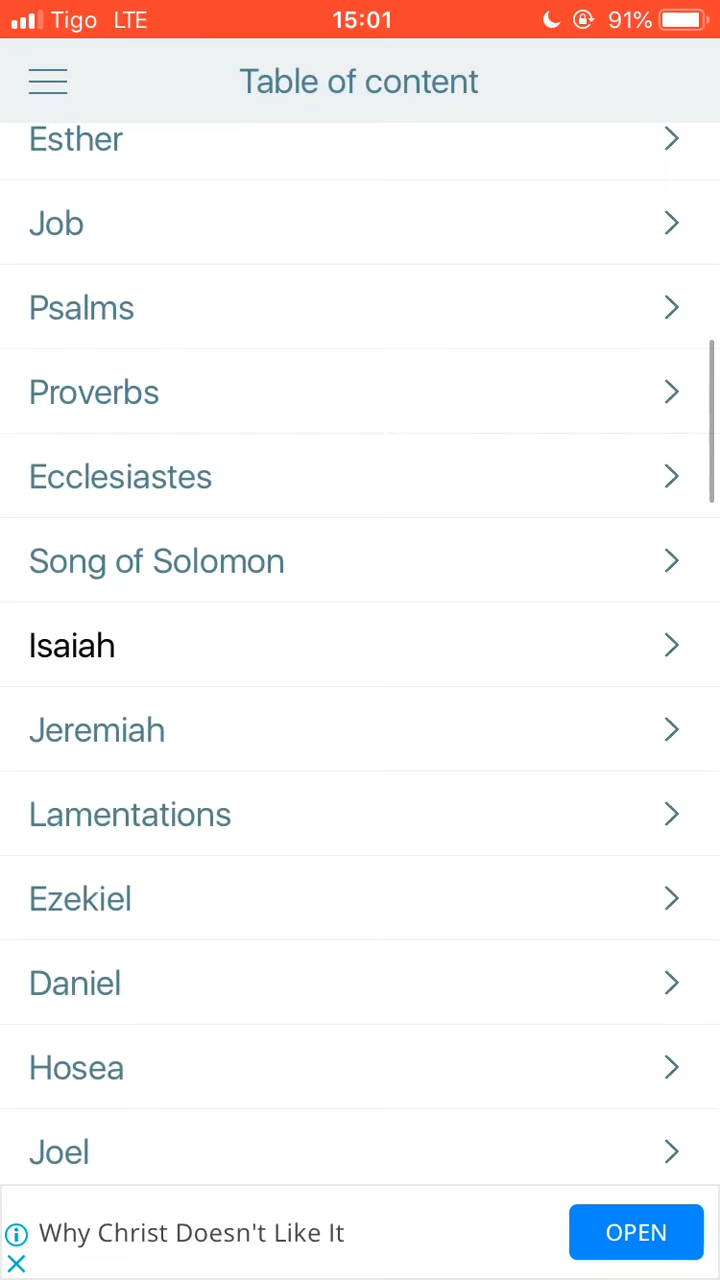 Tigo LTE 15:01 91%
Table of content
Esther
Job
Psalms
Proverbs
Ecclesiastes
Song of Solomon
Isaiah
Jeremiah
Lamentations
Ezekiel
Daniel
Hosea
Joel
Why Christ Doesn't Like It
OPEN